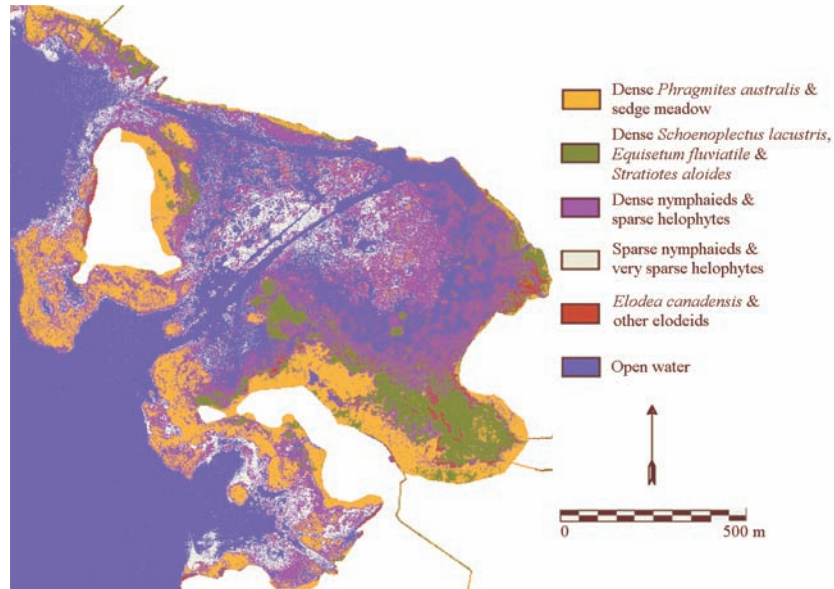 Dense Phragmites australis &
sedge meadow
Dense Schoenoplectus lacustris,
Equisetum fluviatile &
Stratiotes aloides
Dense nymphaieds &
sparse helophytes
Sparse nymphaieds &
very sparse helophytes
Elodea canadensis &
other elodeids
Open water
0 500 m